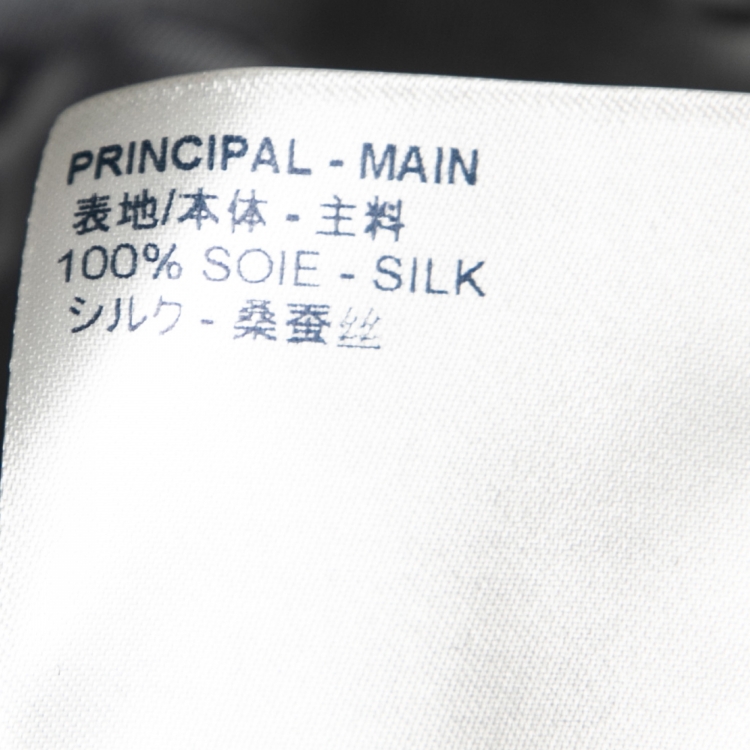 PRINCIPAL - MAIN
表地/本体 - 主料
100% SOIE - SILK
シルク - 桑蚕丝